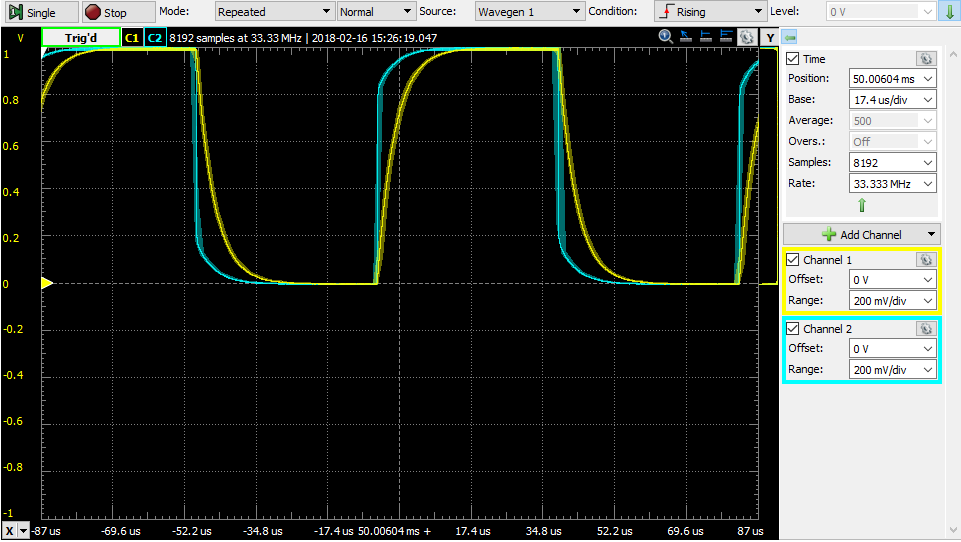 Single Stop Mode: Repeated Normal Source: Wavegen 1 Condition: Rising Level: 0 V
V Trig'd C1 C2 8192 samples at 33.33 MHz | 2018-02-16 15:26:19.047 Y
1
0.8
0.6
0.4
0.2
0
-0.2
-0.4
-0.6
-0.8
-1
X -87 us -69.6 us -52.2 us -34.8 us -17.4 us 50.00604 ms + 17.4 us 34.8 us 52.2 us 69.6 us 87 us
Time
Position: 50.00604 ms
Base: 17.4 us/div
Average: 500
Overs.: Off
Samples: 8192
Rate: 33.333 MHz
Add Channel
Channel 1
Offset: 0 V
Range: 200 mV/div
Channel 2
Offset: 0 V
Range: 200 mV/div